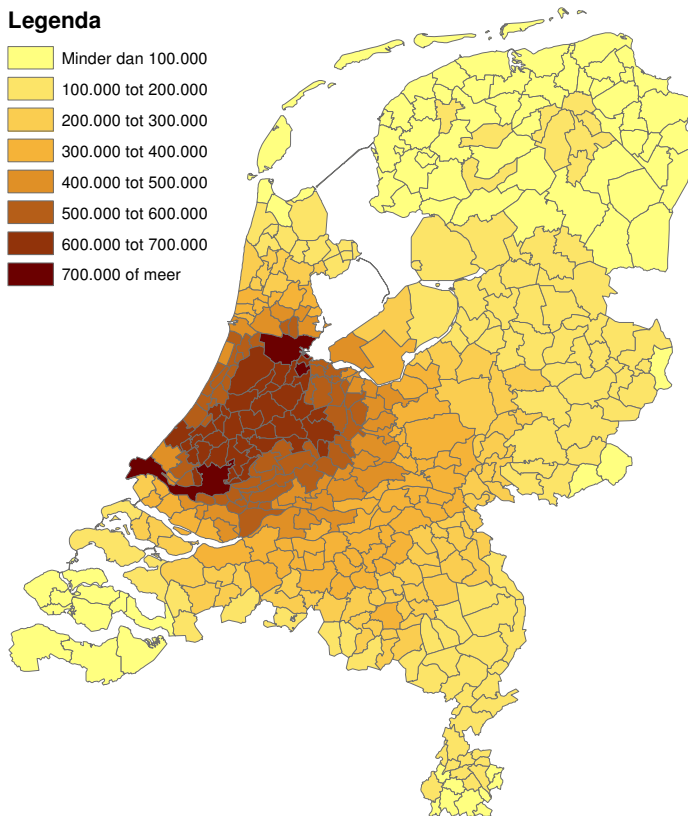 Legenda
Minder dan 100.000
100.000 tot 200.000
200.000 tot 300.000
300.000 tot 400.000
400.000 tot 500.000
500.000 tot 600.000
600.000 tot 700.000
700.000 of meer